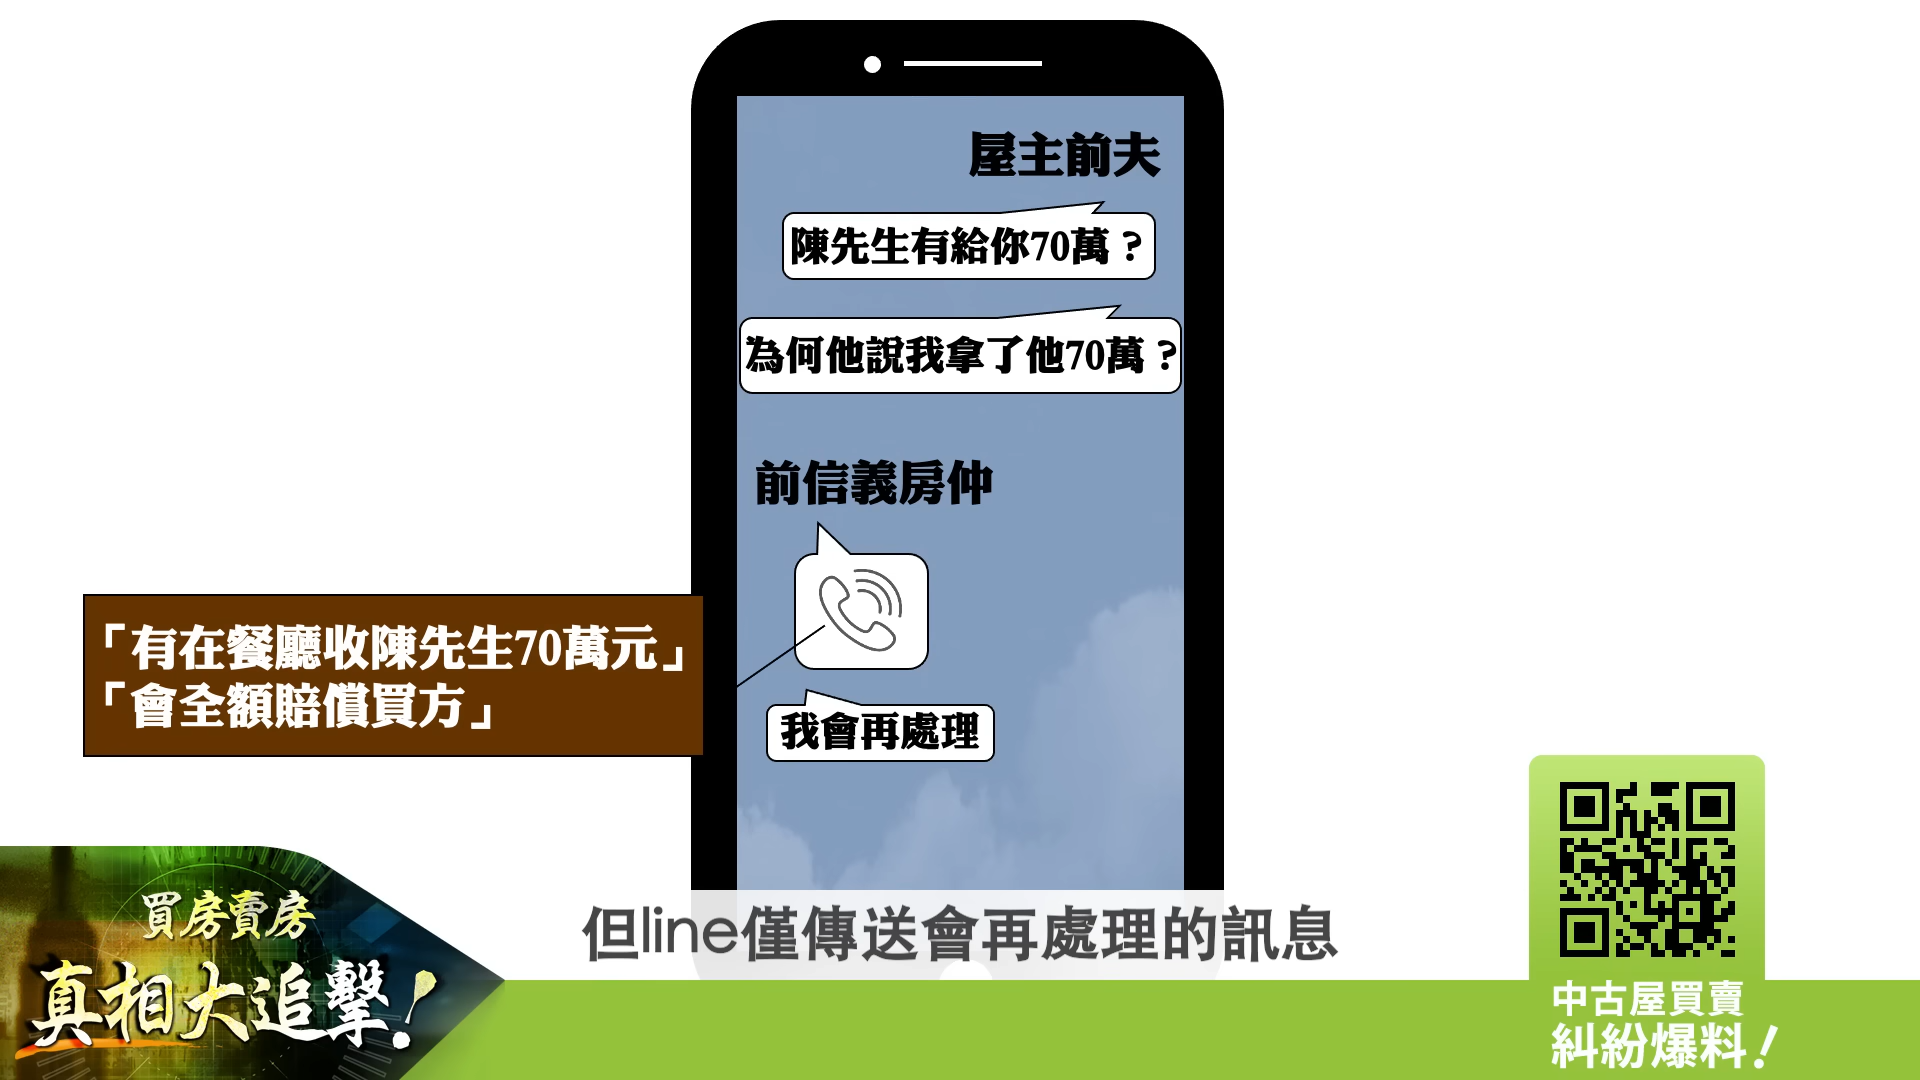 屋主前夫
陳先生有給你70萬？
為何他說我拿了他70萬？
前信義房仲
「有在餐廳收陳先生70萬元」
「會全額賠償買方」
我會再處理
但line僅傳送會再處理的訊息
買房賣房
真相大追擊！
中古屋買賣
糾紛爆料！